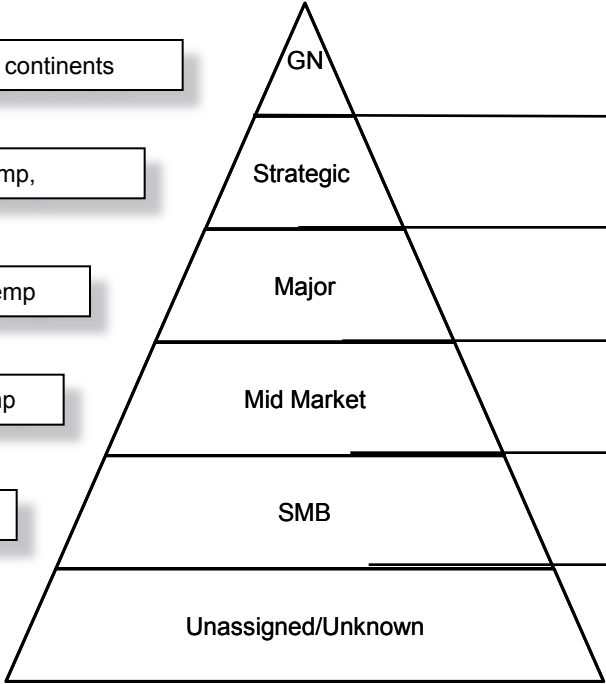 GN
continents
Strategic
mp,
Major
emp
Mid Market
p
SMB
Unassigned/Unknown